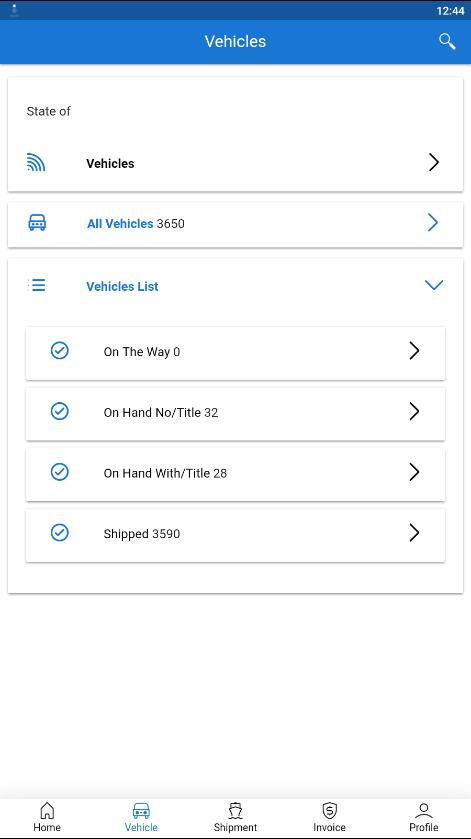 12:44
Vehicles
State of
Vehicles
All Vehicles 3650
Vehicles List
On The Way 0
On Hand No/Title 32
On Hand With/Title 28
Shipped 3590
Home
Vehicle
Shipment
Invoice
Profile